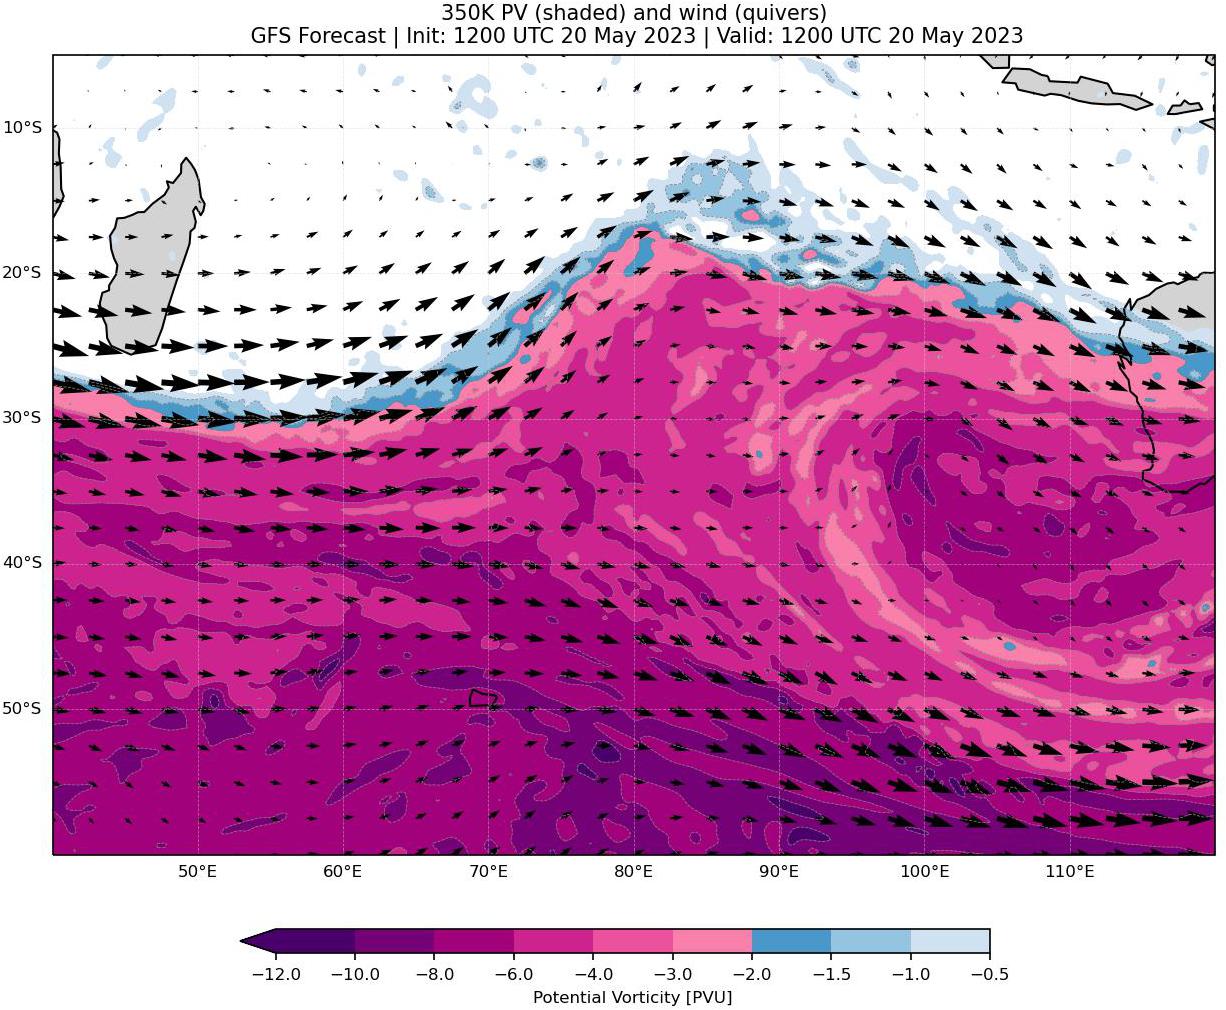 350K PV (shaded) and wind (quivers)
GFS Forecast | Init: 1200 UTC 20 May 2023 | Valid: 1200 UTC 20 May 2023
10°S
20°S
30°S
40°S
50°S
50°E 60°E 70°E 80°E 90°E 100°E 110°E
−12.0 −10.0 −8.0 −6.0 −4.0 −3.0 −2.0 −1.5 −1.0 −0.5
Potential Vorticity [PVU]